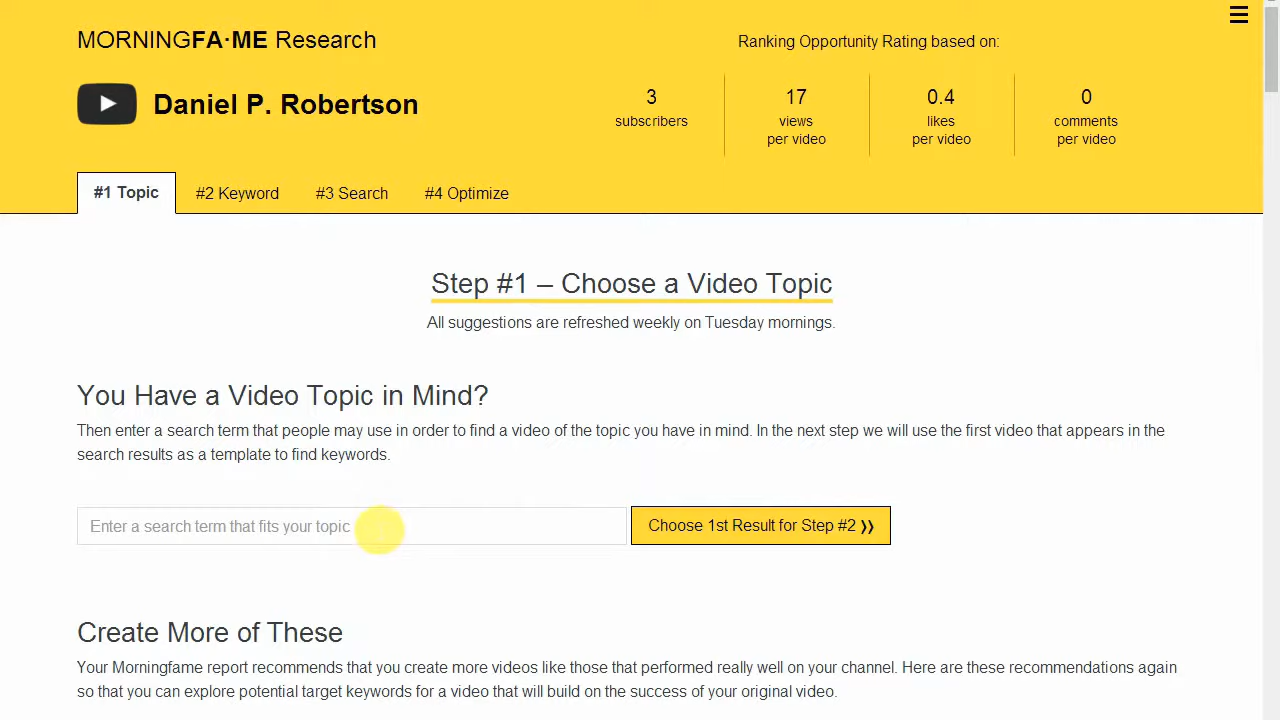 MORNINGFA·ME Research
Ranking Opportunity Rating based on:
Daniel P. Robertson
3
subscribers
17
views
per video
0.4
likes
per video
0
comments
per video
#1 Topic
#2 Keyword
#3 Search
#4 Optimize
Step #1 – Choose a Video Topic
All suggestions are refreshed weekly on Tuesday mornings.
You Have a Video Topic in Mind?
Then enter a search term that people may use in order to find a video of the topic you have in mind. In the next step we will use the first video that appears in the
search results as a template to find keywords.
Enter a search term that fits your topic
Choose 1st Result for Step #2 ⟩⟩
Create More of These
Your Morningfame report recommends that you create more videos like those that performed really well on your channel. Here are these recommendations again
so that you can explore potential target keywords for a video that will build on the success of your original video.